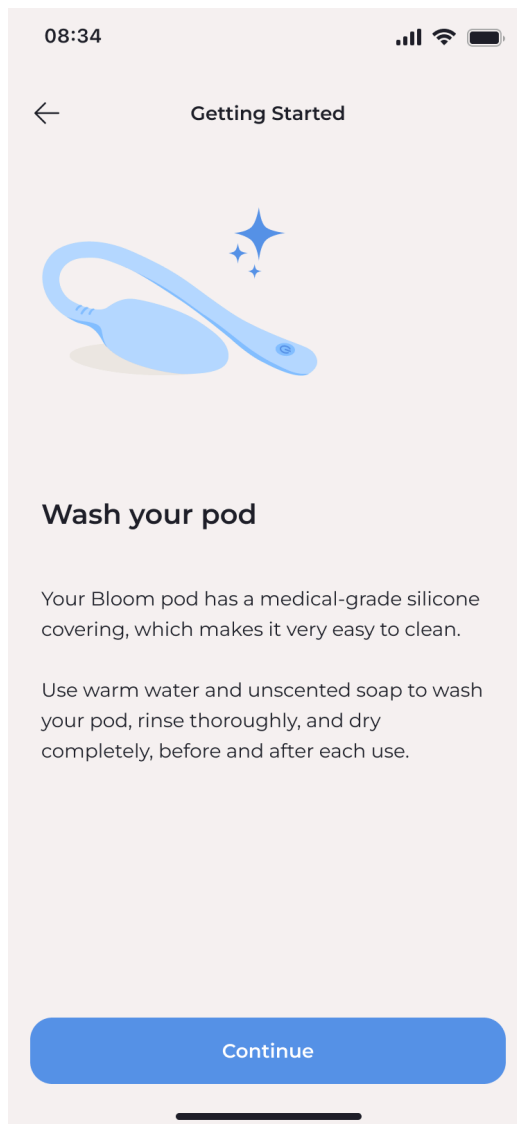 08:34
Getting Started
Wash your pod
Your Bloom pod has a medical-grade silicone
covering, which makes it very easy to clean.
Use warm water and unscented soap to wash
your pod, rinse thoroughly, and dry
completely, before and after each use.
Continue